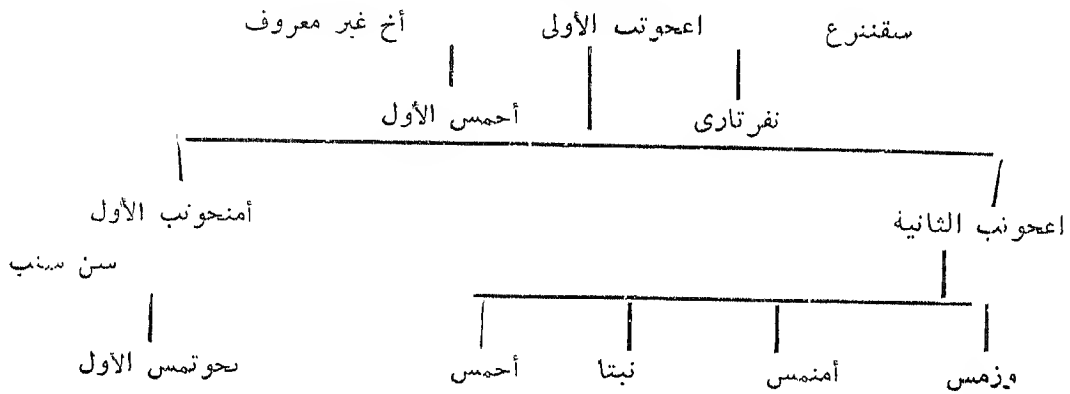 سقننرع اعحوتب الأولى أخ غير معروف
نفرتارى أحمس الأول
اعحوتب الثانية أمنحوتب الأول
سن سنب
وزمس أمنمس نبتا أحمس تحوتمس الأول